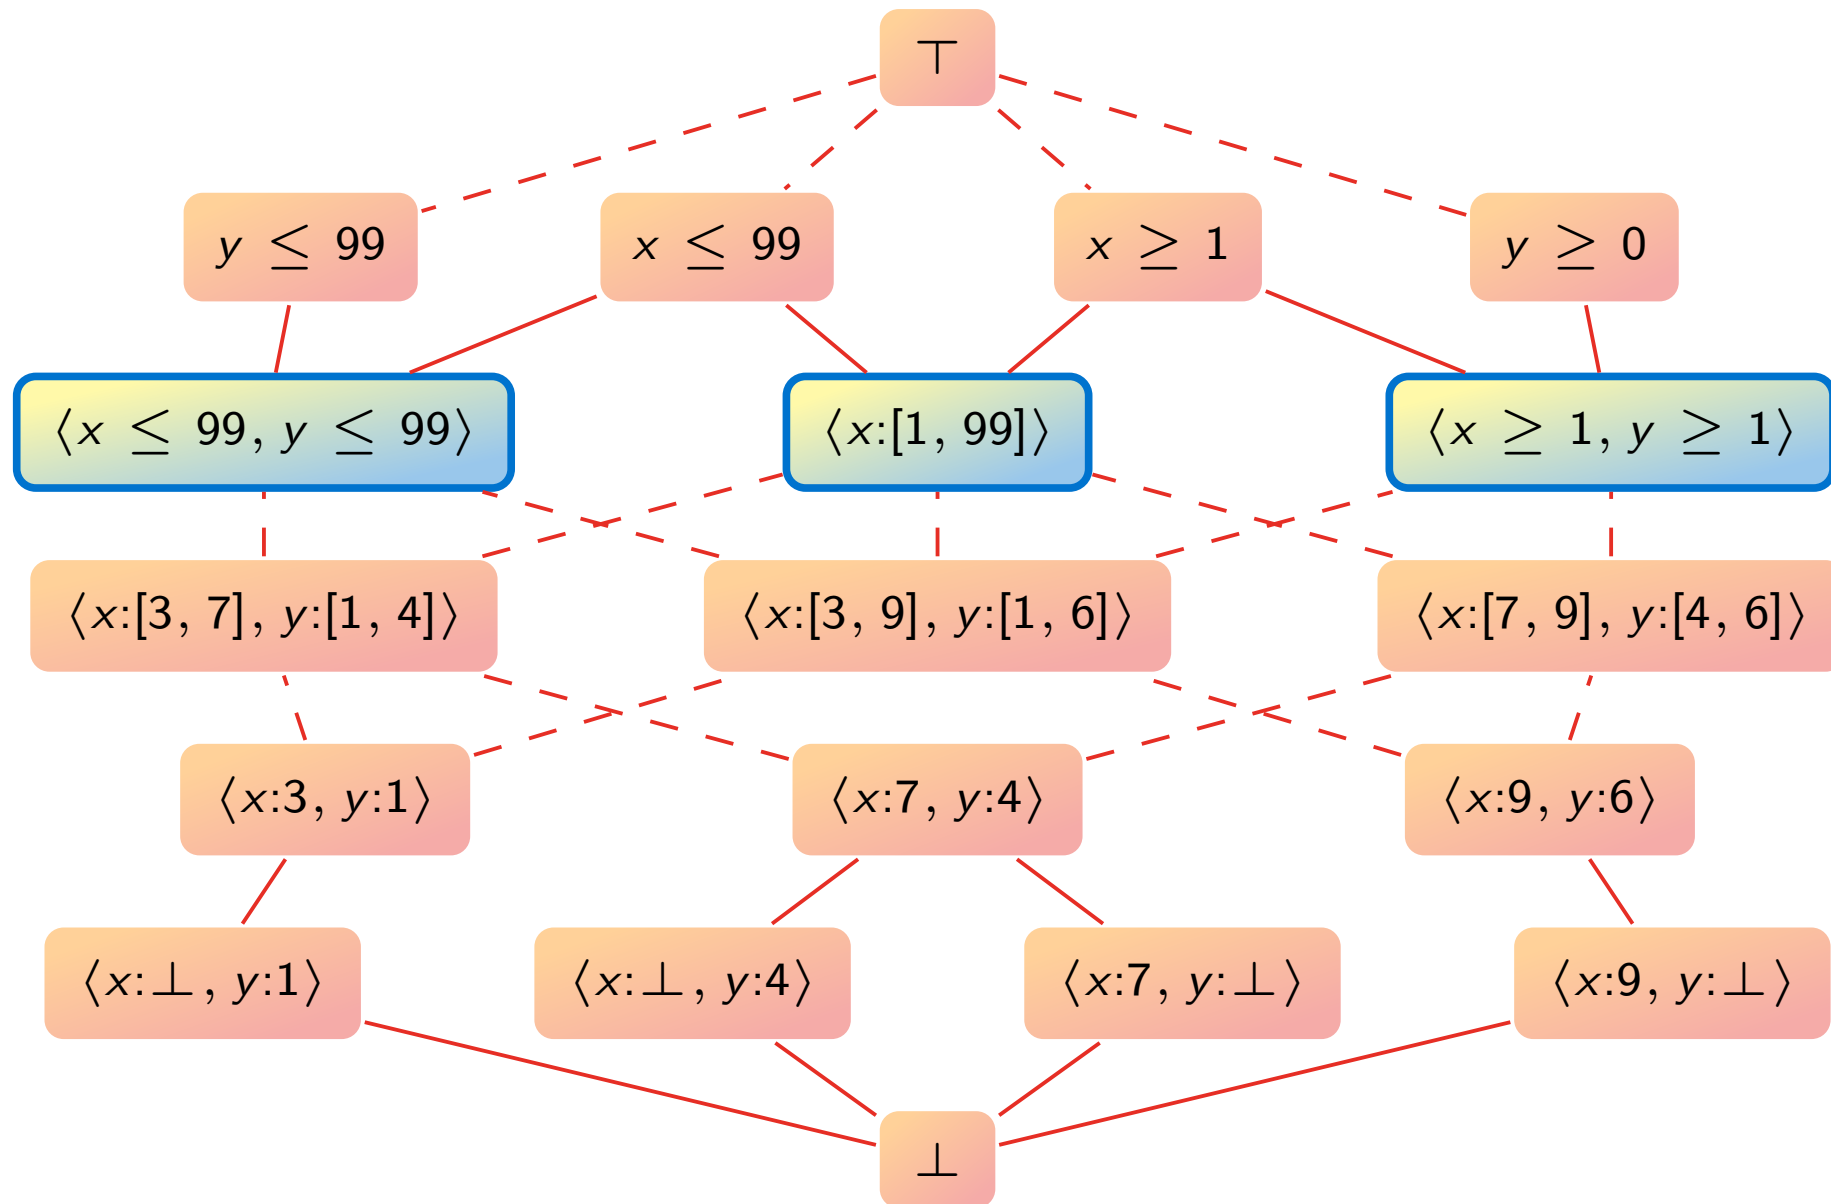 ⊤
y ≤ 99 x ≤ 99 x ≥ 1 y ≥ 0
⟨x ≤ 99, y ≤ 99⟩ ⟨x:[1, 99]⟩ ⟨x ≥ 1, y ≥ 1⟩
⟨x:[3, 7], y:[1, 4]⟩ ⟨x:[3, 9], y:[1, 6]⟩ ⟨x:[7, 9], y:[4, 6]⟩
⟨x:3, y:1⟩ ⟨x:7, y:4⟩ ⟨x:9, y:6⟩
⟨x:⊥, y:1⟩ ⟨x:⊥, y:4⟩ ⟨x:7, y:⊥⟩ ⟨x:9, y:⊥⟩
⊥